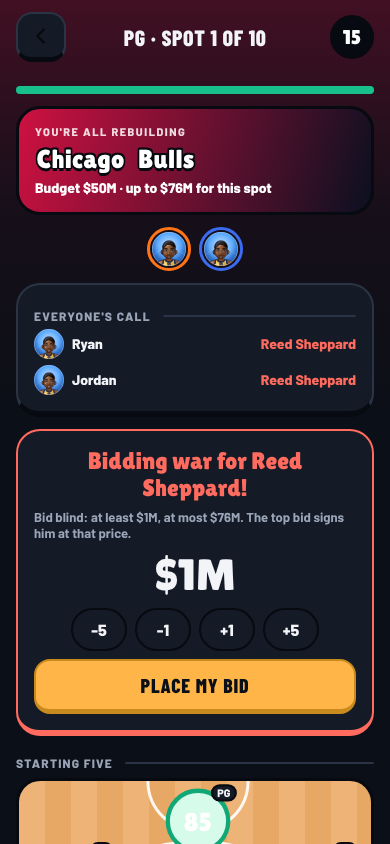 PG · SPOT 1 OF 10
15
YOU'RE ALL REBUILDING
Chicago Bulls
Budget $50M · up to $76M for this spot
EVERYONE'S CALL
Ryan
Reed Sheppard
Jordan
Reed Sheppard
Bidding war for Reed
Sheppard!
Bid blind: at least $1M, at most $76M. The top bid signs
him at that price.
$1M
-5
-1
+1
+5
PLACE MY BID
STARTING FIVE
PG
85